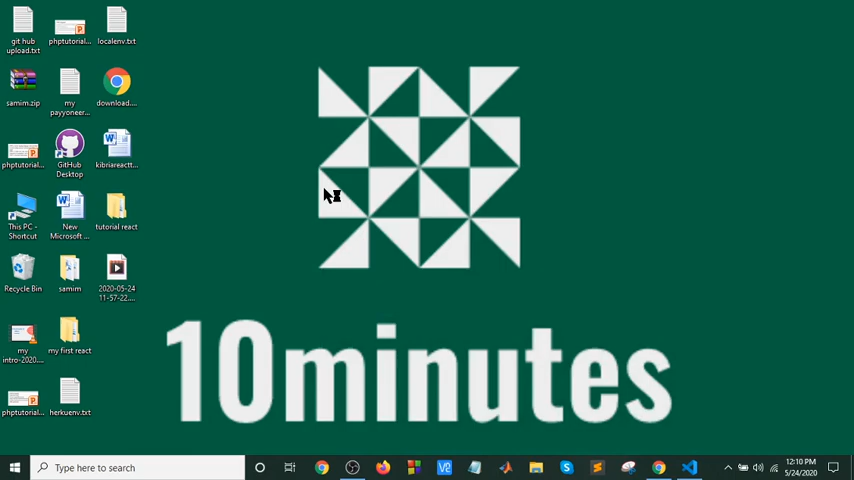 git hub
upload.txt
phptutorial...
localenv.txt
samim.zip
my
payyoneer...
download....
phptutorial...
GitHub
Desktop
kibriareactt...
This PC -
Shortcut
New
Microsoft ...
tutorial react
Recycle Bin
samim
2020-05-24
11-57-22....
my
intro-2020....
my first react
phptutorial...
herkuenv.txt
10minutes
Type here to search
12:10 PM
5/24/2020